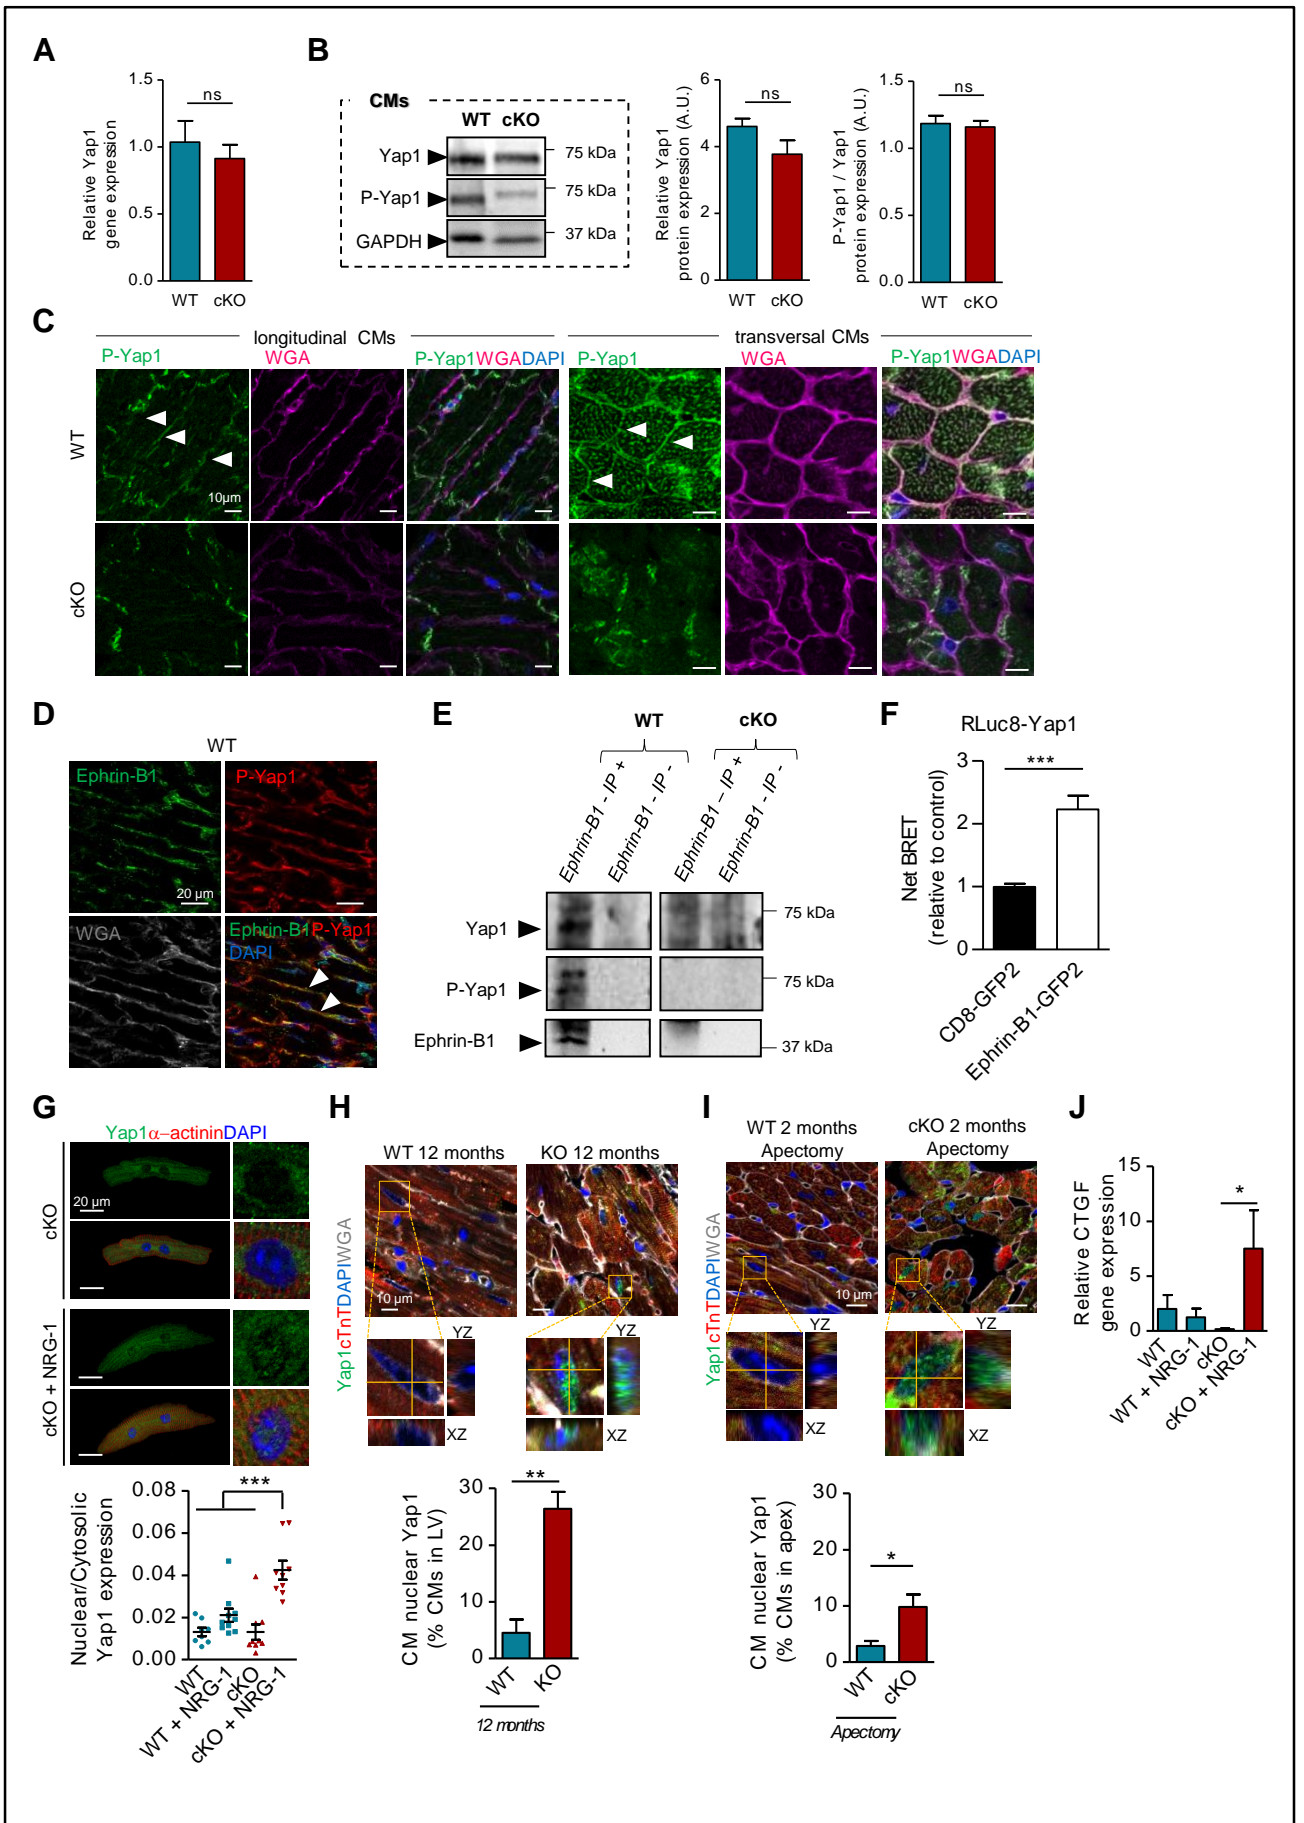 A
1.5
1.0
0.5
0.0
ns
Relative Yap1
gene expression
WT
cKO
B
CMs
WT cKO
Yap1
75 kDa
P-Yap1
75 kDa
GAPDH
37 kDa
6
4
2
0
ns
Relative Yap1
protein expression (A.U.)
WT
cKO
1.5
1.0
0.5
0.0
ns
P-Yap1 / Yap1
protein expression (A.U.)
WT
cKO
C
longitudinal CMs
transversal CMs
P-Yap1
WGA
P-Yap1WGADAPI
P-Yap1
WGA
P-Yap1WGADAPI
WT
10µm
cKO
D
WT
Ephrin-B1
P-Yap1
20 µm
WGA
Ephrin-B1P-Yap1
DAPI
E
WT
cKO
Ephrin-B1 - IP +
Ephrin-B1 - IP -
Ephrin-B1 – IP +
Ephrin-B1 - IP -
Yap1
75 kDa
P-Yap1
75 kDa
Ephrin-B1
37 kDa
F
RLuc8-Yap1
3
2
1
0
***
Net BRET
(relative to control)
CD8-GFP2
Ephrin-B1-GFP2
G
Yap1α–actininDAPI
20 µm
cKO
cKO + NRG-1
0.08
0.06
0.04
0.02
0.00
***
Nuclear/Cytosolic
Yap1 expression
WT
WT + NRG-1
cKO
cKO + NRG-1
H
WT 12 months
KO 12 months
Yap1cTnTDAPIWGA
10 µm
YZ
XZ
30
20
10
0
**
CM nuclear Yap1
(% CMs in LV)
WT
KO
12 months
I
WT 2 months
Apectomy
cKO 2 months
Apectomy
Yap1cTnTDAPIWGA
10 µm
YZ
XZ
30
20
10
0
*
CM nuclear Yap1
(% CMs in apex)
WT
cKO
Apectomy
J
15
10
5
0
*
Relative CTGF
gene expression
WT
WT + NRG-1
cKO
cKO + NRG-1